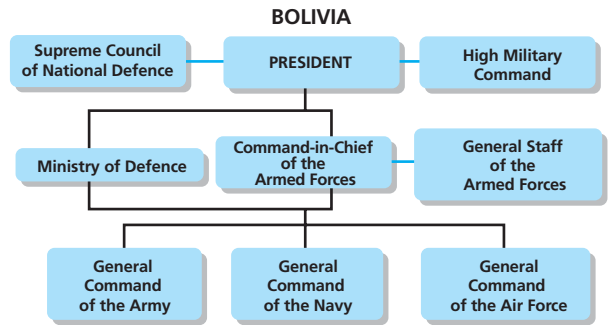 BOLIVIA
Supreme Council
of National Defence
PRESIDENT
High Military
Command
Ministry of Defence
Command-in-Chief
of the
Armed Forces
General Staff
of the
Armed Forces
General
Command
of the Army
General
Command
of the Navy
General
Command
of the Air Force